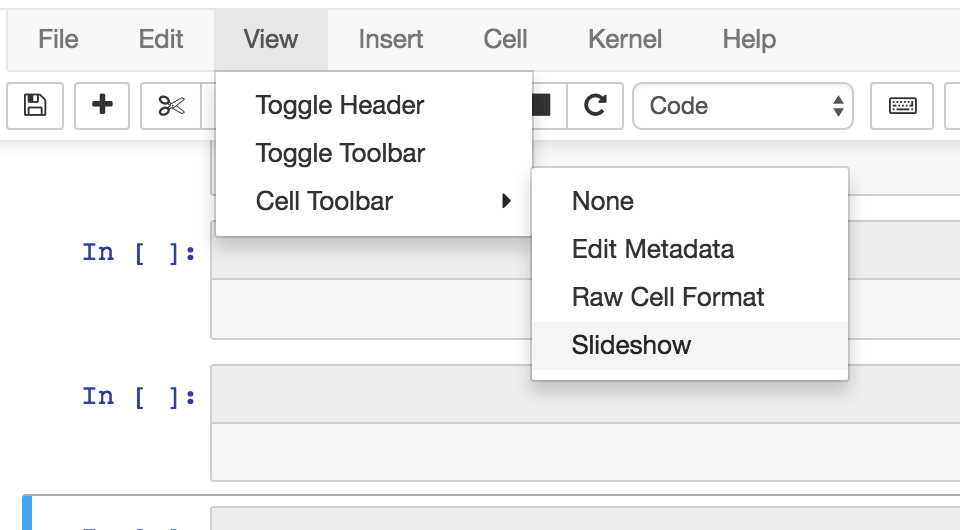 File Edit View Insert Cell Kernel Help
Toggle Header
Code
Toggle Toolbar
Cell Toolbar
None
In [ ]:
Edit Metadata
Raw Cell Format
Slideshow
In [ ]: